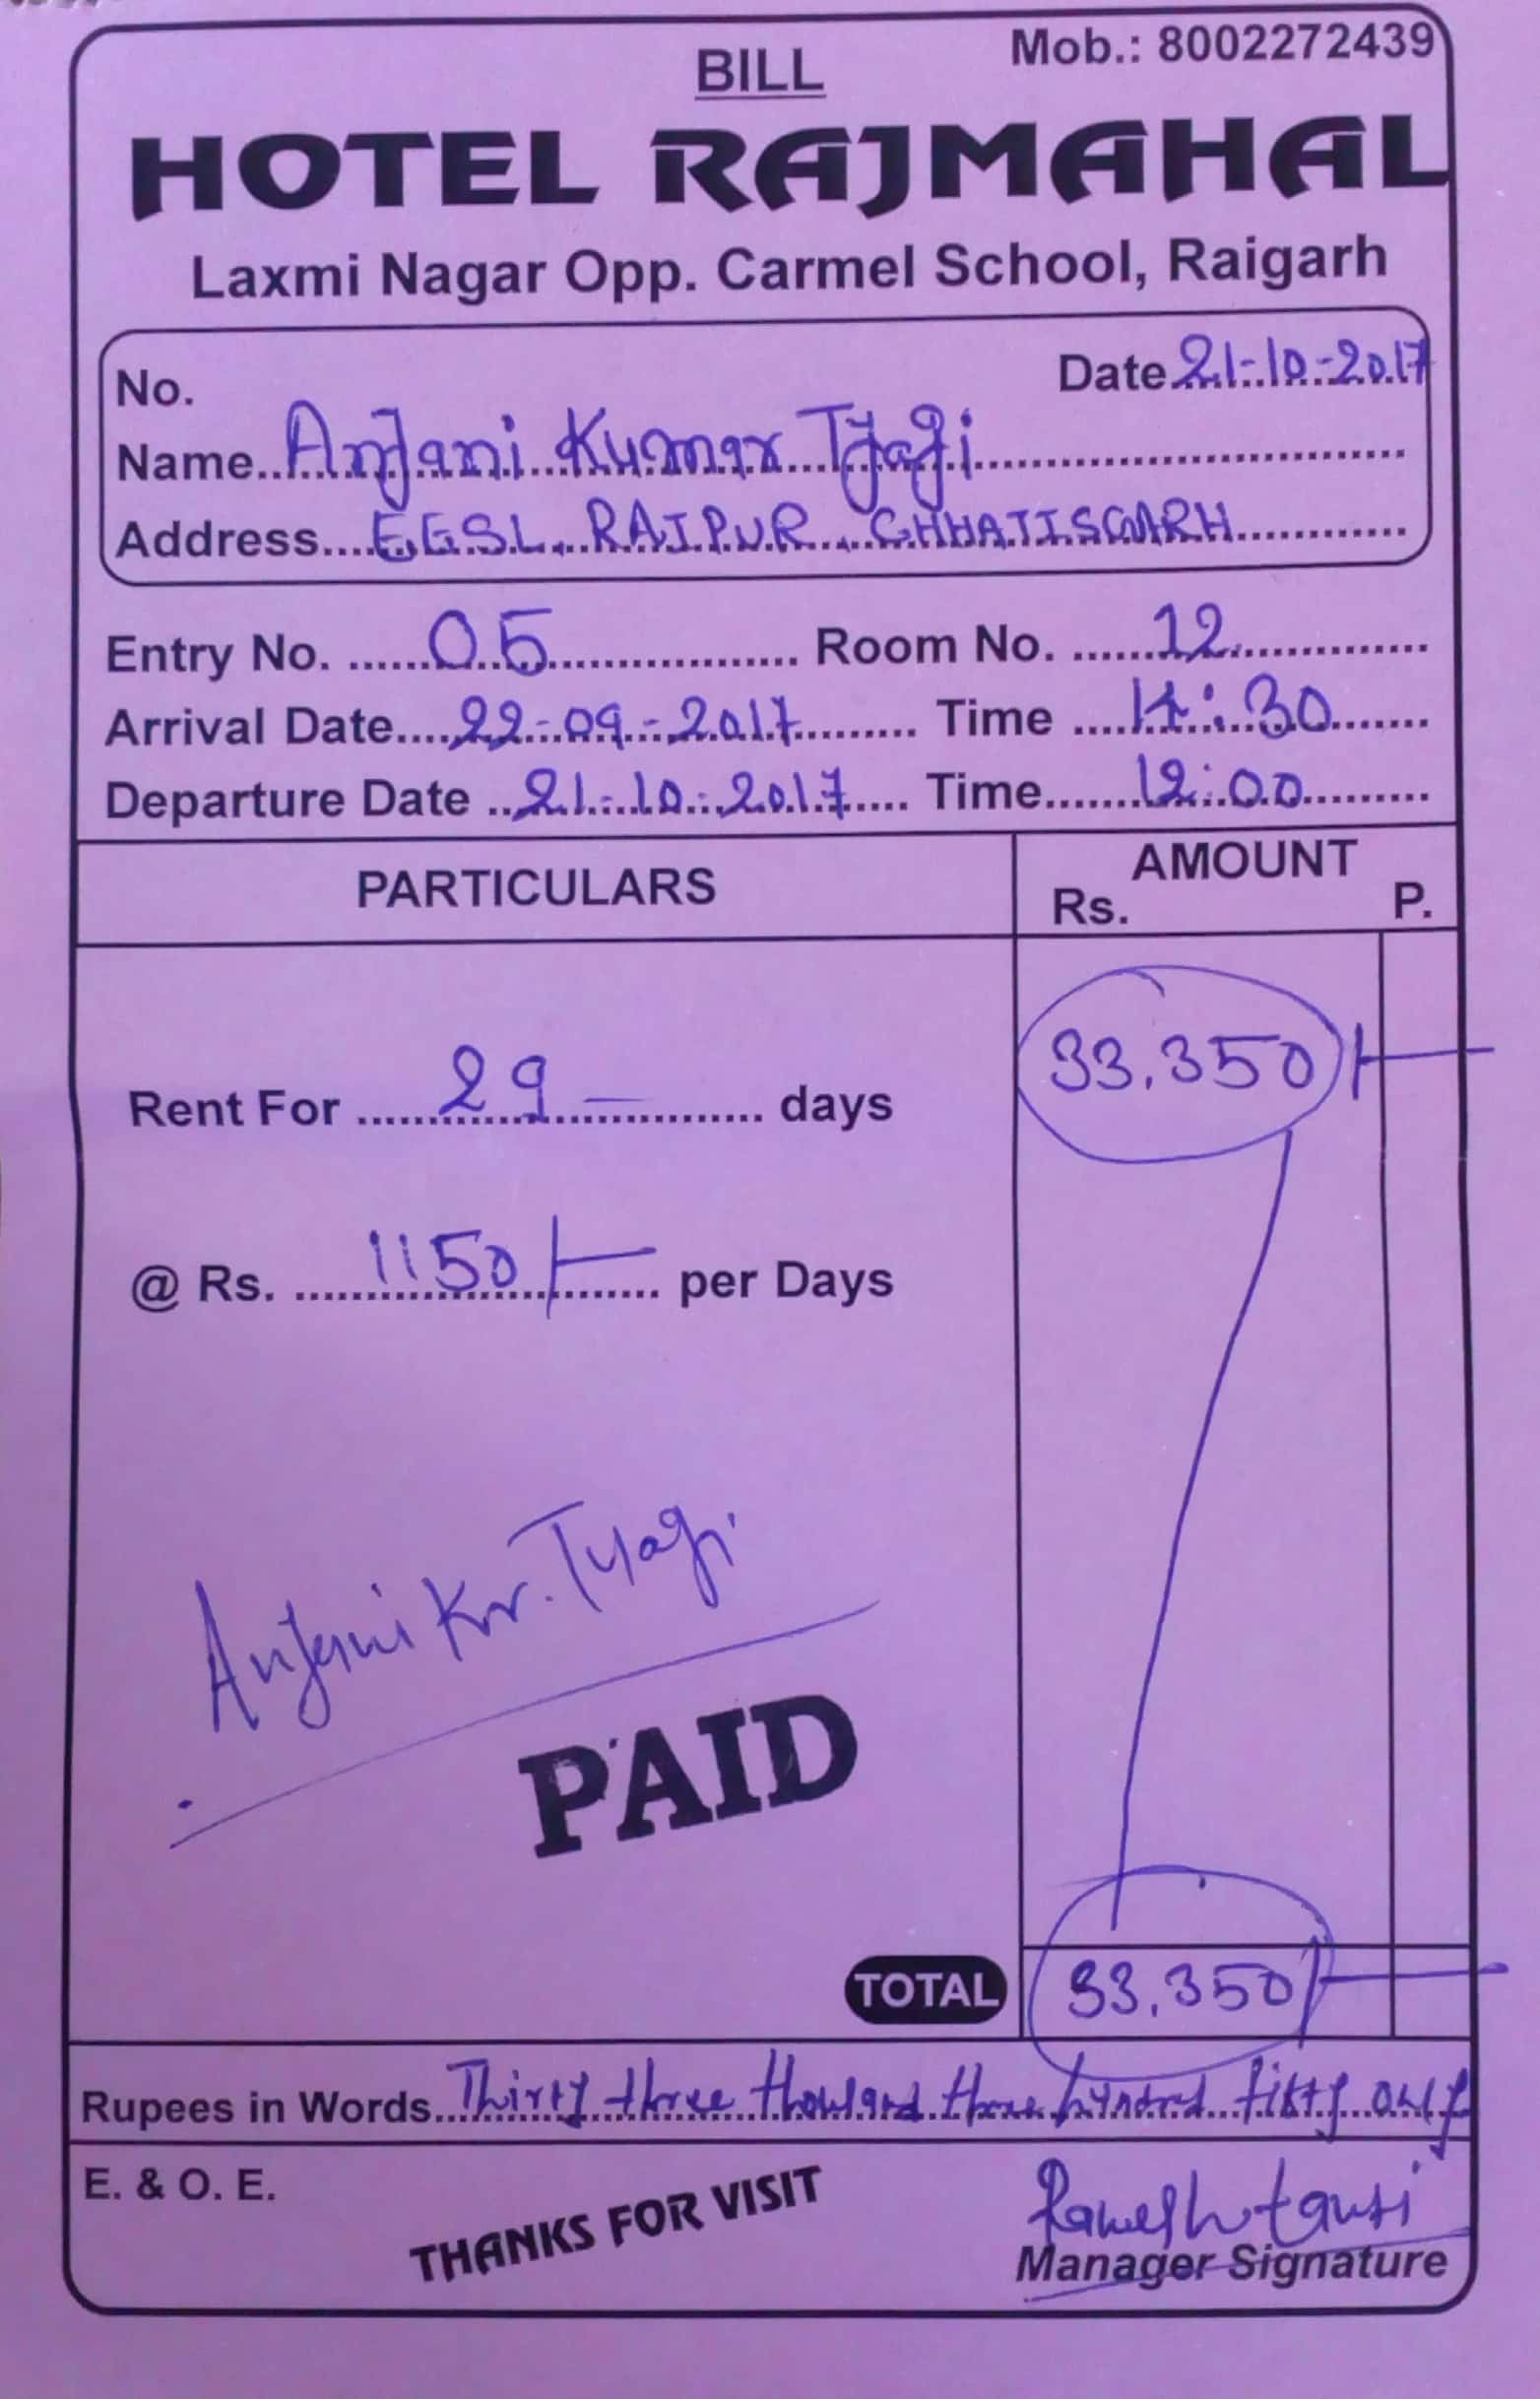 BILL
Mob.: 8002272439
HOTEL RAJMAHAL
Laxmi Nagar Opp. Carmel School, Raigarh
No. Date 21-10-2017
Name Anjani Kumar Tyagi
Address EESL, RAIPUR, CHHATISGARH
Entry No. 05 Room No. 12
Arrival Date 22-09-2017 Time :30
Departure Date 21-10-2017 Time 12:00
PARTICULARS AMOUNT
Rs. P.
Rent For 29 days 33,350/-
@ Rs. 1150/- per Days
Anjani Kr. Tyagi
PAID
TOTAL 33,350/-
Rupees in Words Thirty three thousand three hundred fifty only
E. & O. E.
THANKS FOR VISIT
Ramesh
Manager Signature